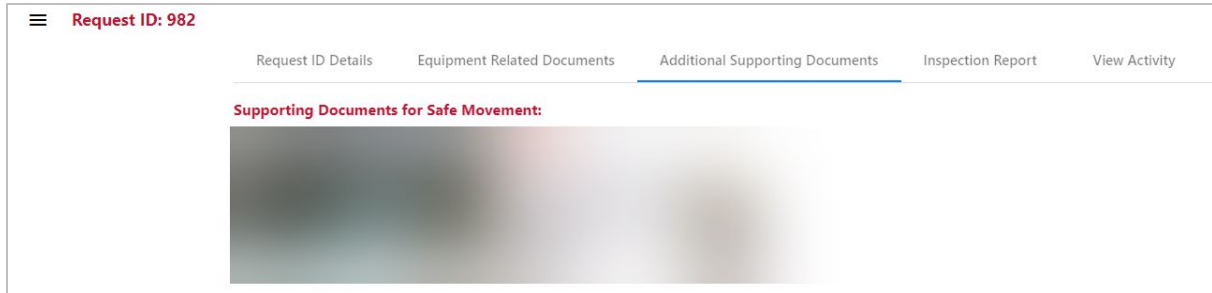 Request ID: 982
Request ID Details Equipment Related Documents Additional Supporting Documents Inspection Report View Activity
Supporting Documents for Safe Movement: